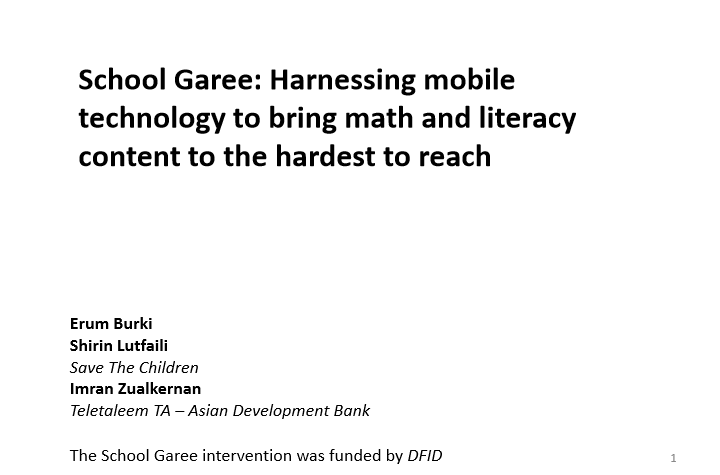 School Garee: Harnessing mobile
technology to bring math and literacy
content to the hardest to reach
Erum Burki
Shirin Lutfaili
Save The Children
Imran Zualkernan
Teletaleem TA – Asian Development Bank
The School Garee intervention was funded by DFID
1